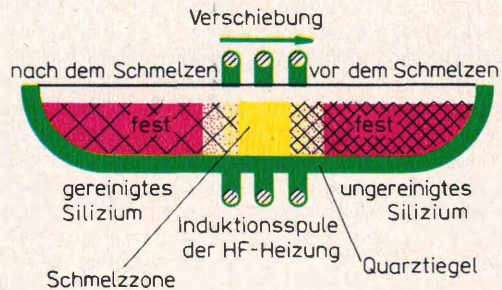 Verschiebung
nach dem Schmelzen
vor dem Schmelzen
fest
fest
gereinigtes
Silizium
ungereinigtes
Silizium
Induktionsspule
der HF-Heizung
Quarztiegel
Schmelzzone